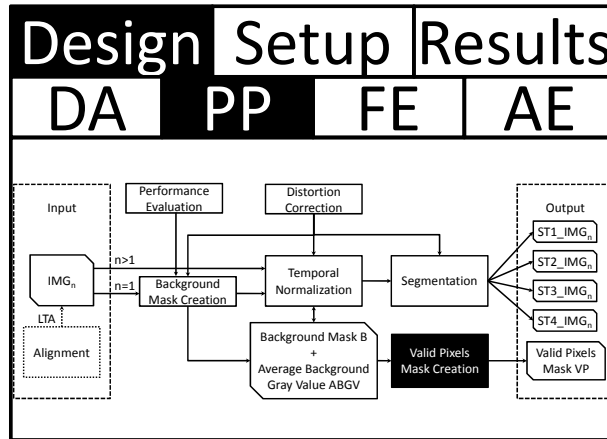 Design Setup Results
DA PP FE AE
Performance
Evaluation
Distortion
Correction
Input
Output
IMGn
n>1
n=1
Background
Mask Creation
Temporal
Normalization
Segmentation
ST1_IMGn
ST2_IMGn
ST3_IMGn
ST4_IMGn
LTA
Alignment
Background Mask B
+
Average Background
Gray Value ABGV
Valid Pixels
Mask Creation
Valid Pixels
Mask VP